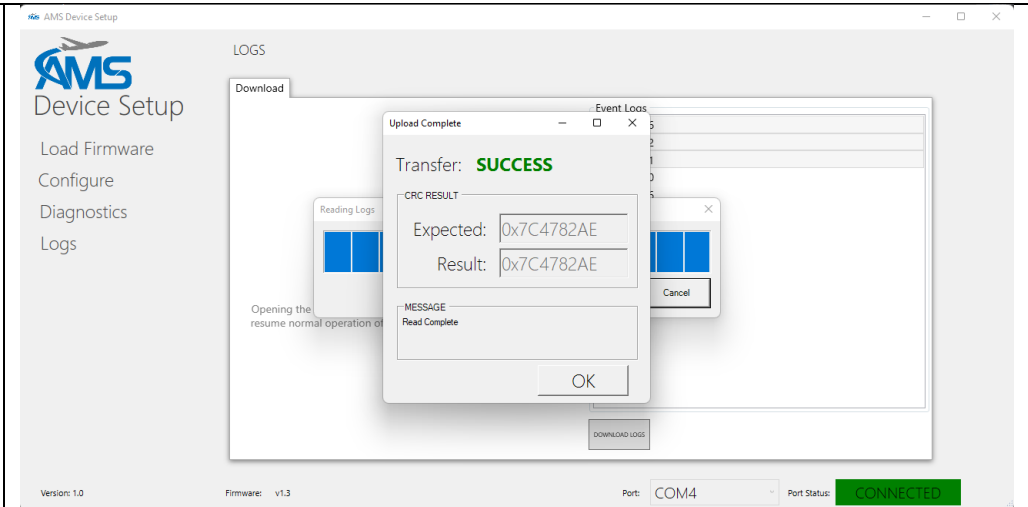 AMS Device Setup
AMS
Device Setup
Load Firmware
Configure
Diagnostics
Logs
LOGS
Download
Event Logs
Opening the
resume normal operation of
Reading Logs
Cancel
Upload Complete
Transfer: SUCCESS
CRC RESULT
Expected: 0x7C4782AE
Result: 0x7C4782AE
MESSAGE
Read Complete
OK
DOWNLOAD LOGS
Version: 1.0
Firmware: v1.3
Port: COM4
Port Status: CONNECTED